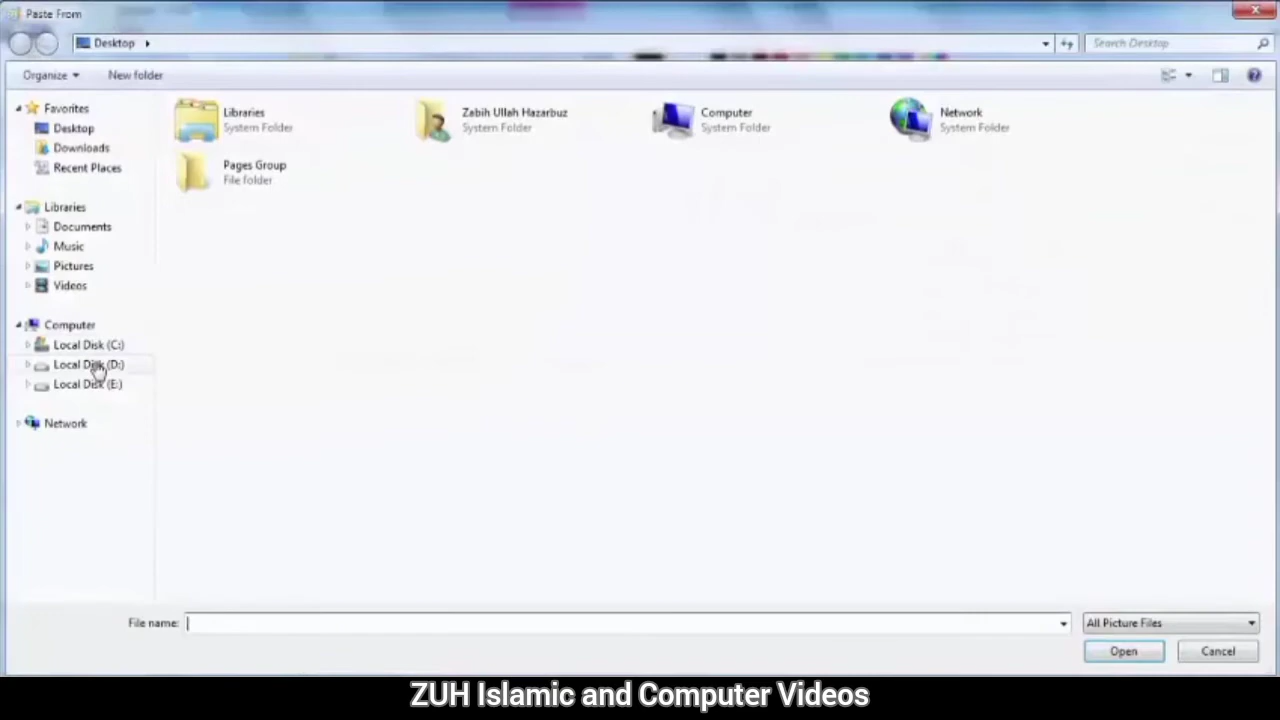 Paste From
Desktop
Search Desktop
Organize
New folder
Favorites
Desktop
Downloads
Recent Places
Libraries
Documents
Music
Pictures
Videos
Computer
Local Disk (C:)
Local Disk (D:)
Local Disk (E:)
Network
Libraries
System Folder
Zabih Ullah Hazarbuz
System Folder
Computer
System Folder
Network
System Folder
Pages Group
File folder
File name:
All Picture Files
Open
Cancel
ZUH Islamic and Computer Videos